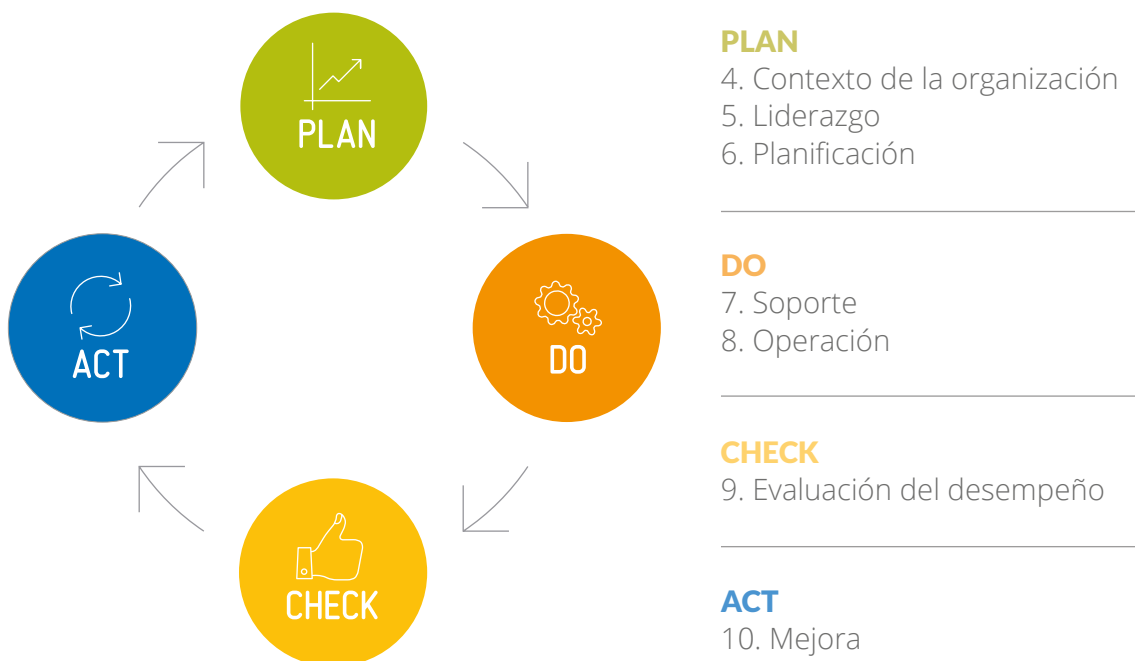 PLAN
DO
CHECK
ACT
PLAN
4. Contexto de la organización
5. Liderazgo
6. Planificación
DO
7. Soporte
8. Operación
CHECK
9. Evaluación del desempeño
ACT
10. Mejora